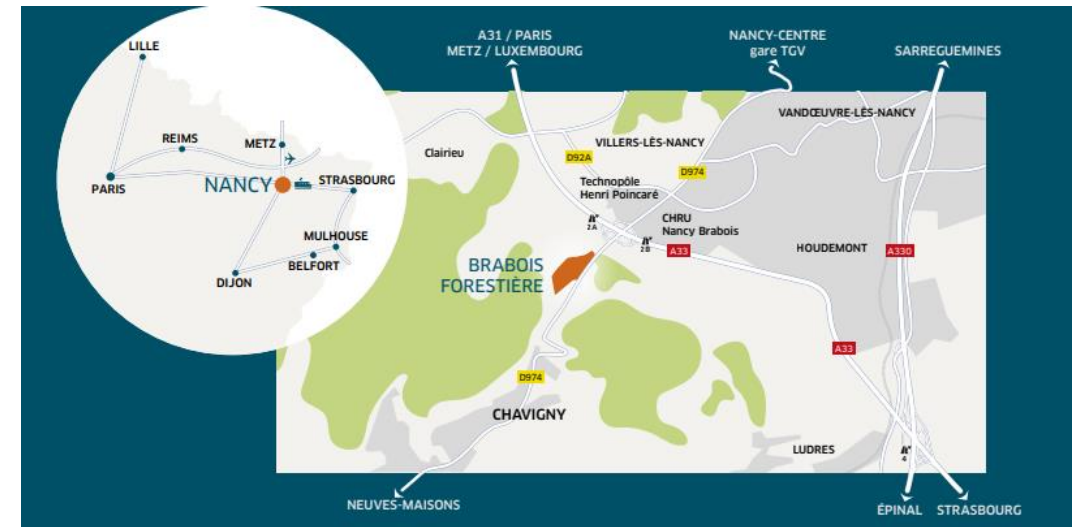 A31 / PARIS
METZ / LUXEMBOURG
NANCY-CENTRE
gare TGV
SARREGUEMINES
LILLE
REIMS
METZ
PARIS
NANCY
STRASBOURG
MULHOUSE
BELFORT
DIJON
Clairieu
VILLERS-LÈS-NANCY
VANDŒUVRE-LÈS-NANCY
D92A
D974
Technopôle
Henri Poincaré
2A
CHRU
Nancy Brabois
2B
A33
HOUDEMONT
A330
BRABOIS
FORESTIÈRE
A33
D974
CHAVIGNY
LUDRES
4
NEUVES-MAISONS
ÉPINAL
STRASBOURG